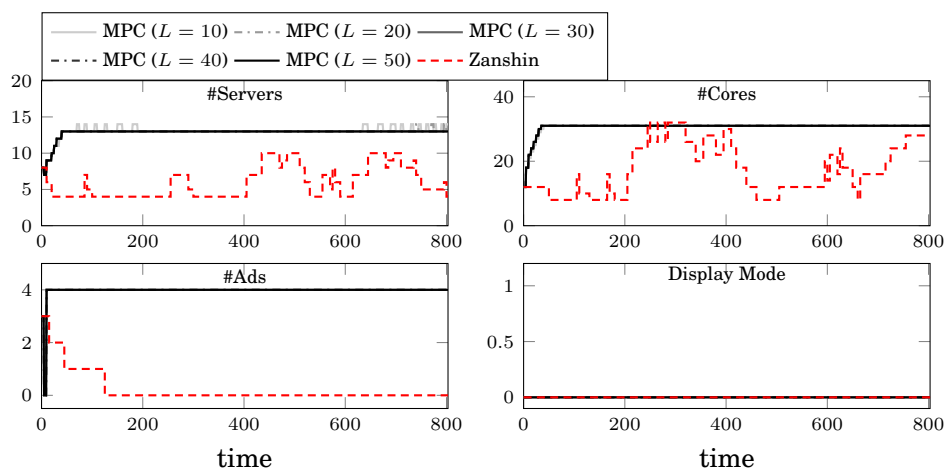 MPC (L = 10) MPC (L = 20) MPC (L = 30)
MPC (L = 40) MPC (L = 50) Zanshin
#Servers
20
15
10
5
0
0 200 400 600 800
#Cores
40
20
0
0 200 400 600 800
#Ads
4
2
0
0 200 400 600 800
time
Display Mode
1
0.5
0
0 200 400 600 800
time